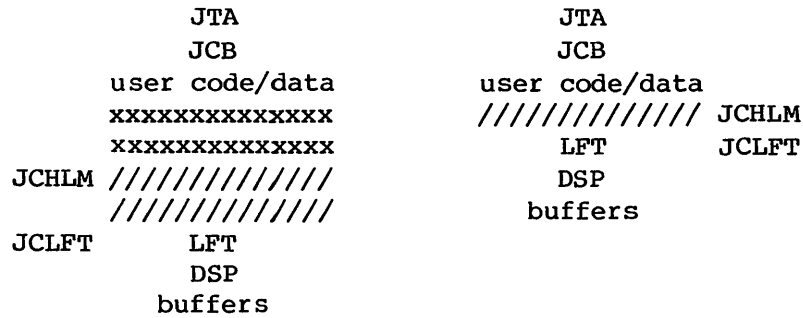 JTA
JCB
user code/data
xxxxxxxxxxxxxx
xxxxxxxxxxxxxx
JCHLM //////////////
//////////////
JCLFT LFT
DSP
buffers
JTA
JCB
user code/data
////////////// JCHLM
LFT JCLFT
DSP
buffers